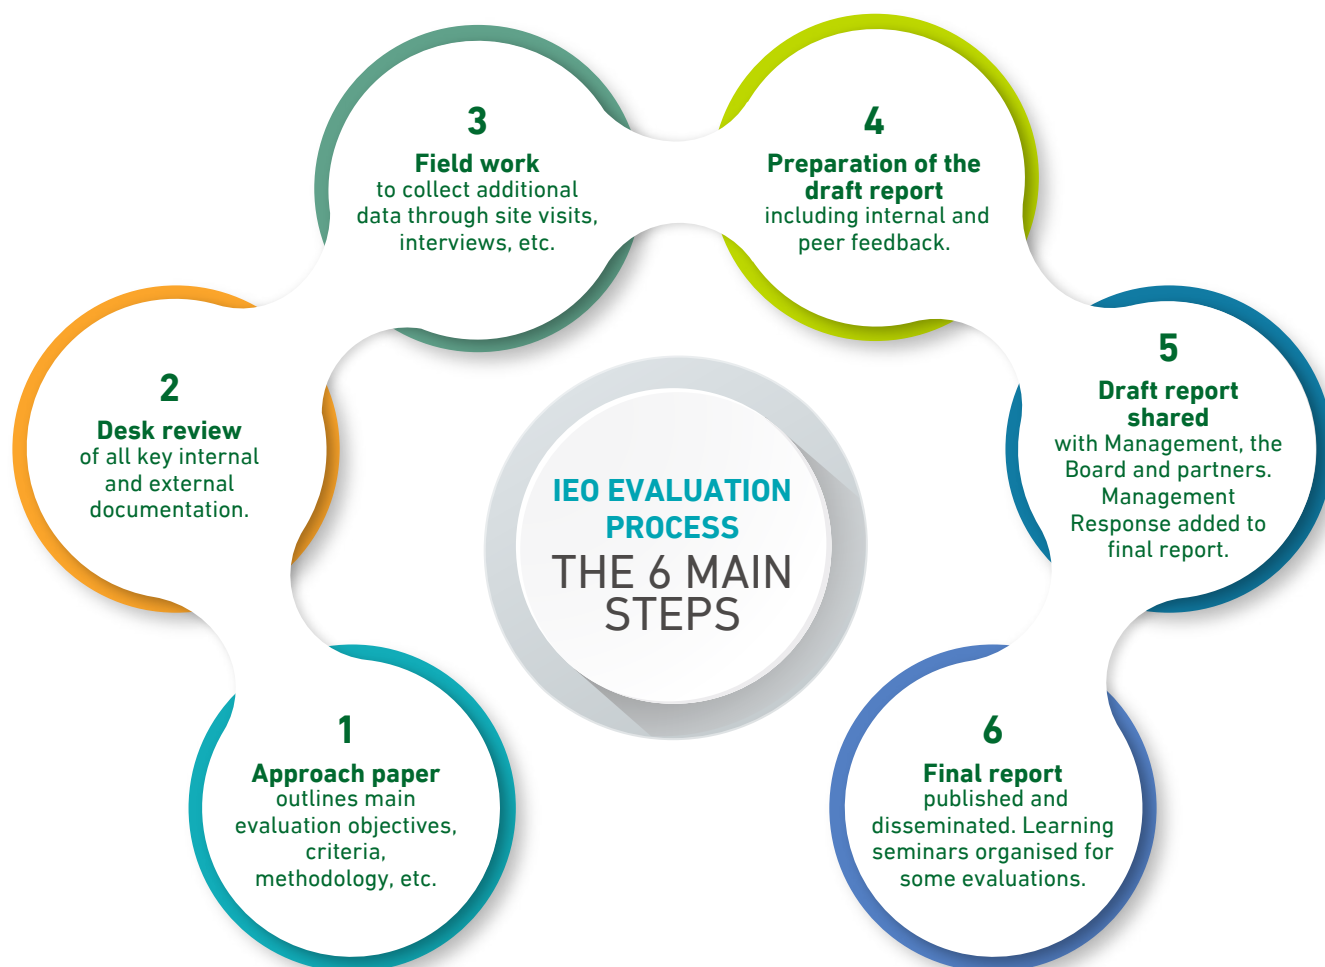 IEO EVALUATION
PROCESS
THE 6 MAIN
STEPS
1
Approach paper
outlines main
evaluation objectives,
criteria,
methodology, etc.
2
Desk review
of all key internal
and external
documentation.
3
Field work
to collect additional
data through site visits,
interviews, etc.
4
Preparation of the
draft report
including internal and
peer feedback.
5
Draft report
shared
with Management, the
Board and partners.
Management
Response added to
final report.
6
Final report
published and
disseminated. Learning
seminars organised for
some evaluations.